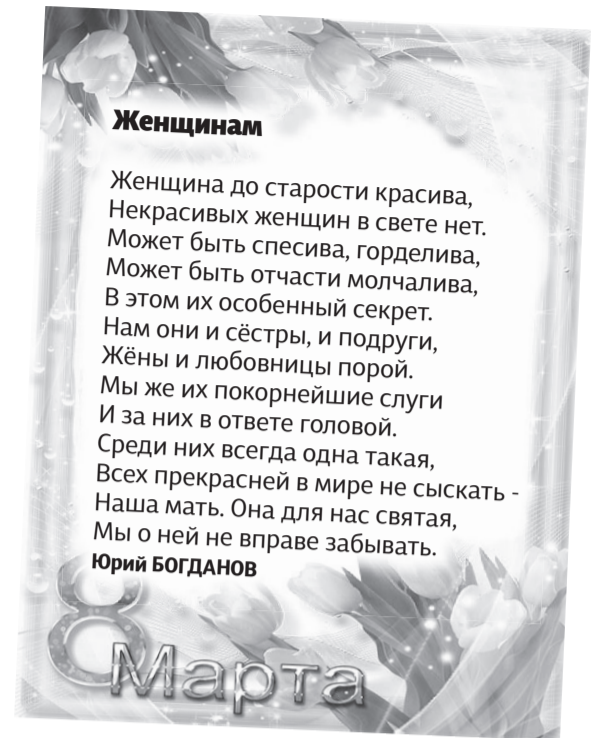 Женщинам
Женщина до старости красива,
Некрасивых женщин в свете нет.
Может быть спесива, горделива,
Может быть отчасти молчалива,
В этом их особенный секрет.
Нам они и сёстры, и подруги,
Жёны и любовницы порой.
Мы же их покорнейшие слуги
И за них в ответе головой.
Среди них всегда одна такая,
Всех прекрасней в мире не сыскать -
Наша мать. Она для нас святая,
Мы о ней не вправе забывать.
Юрий БОГДАНОВ
8
Марта